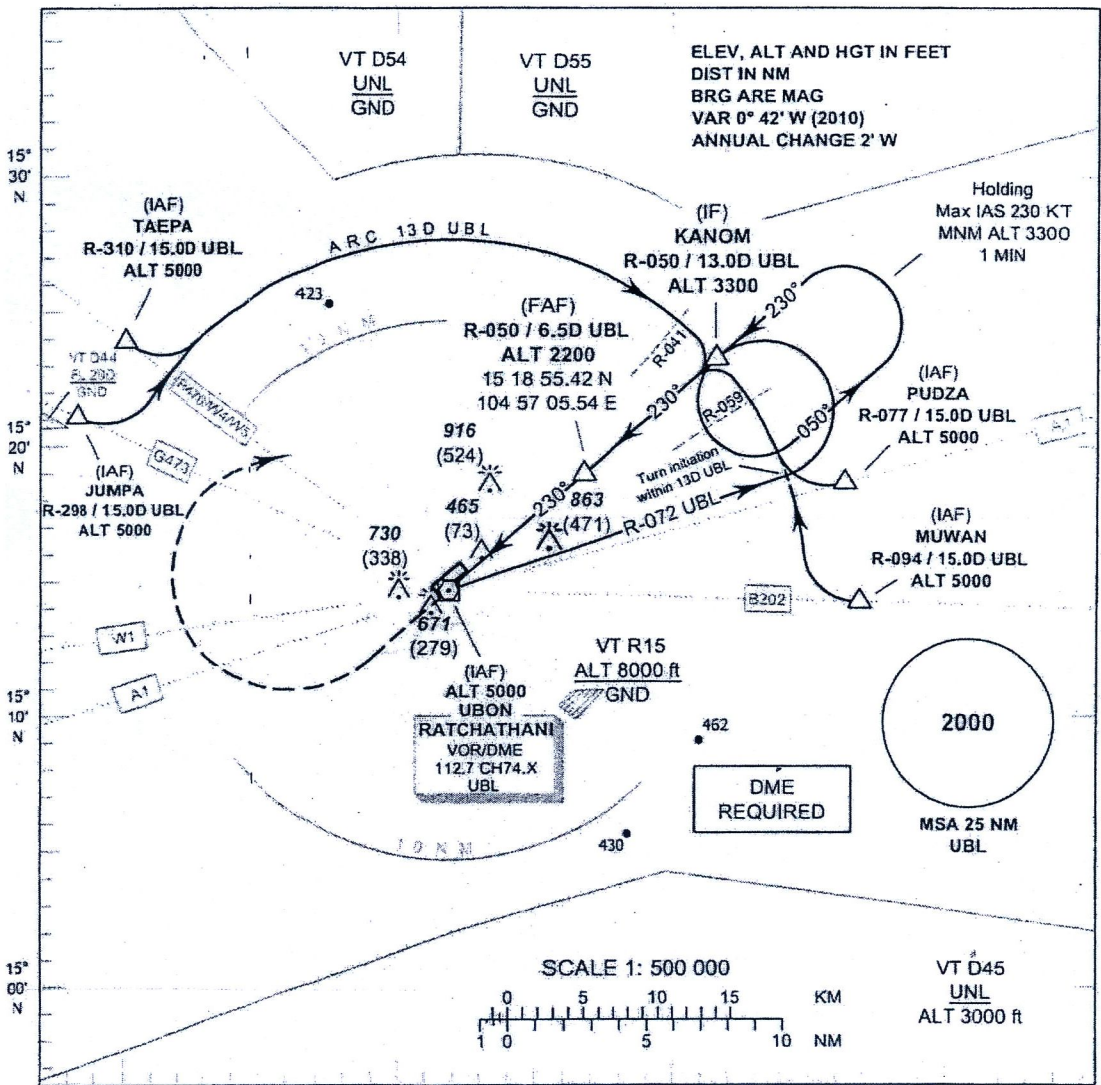 VT D54
UNL
GND
VT D55
UNL
GND
ELEV, ALT AND HGT IN FEET
DIST IN NM
BRG ARE MAG
VAR 0° 42' W (2010)
ANNUAL CHANGE 2' W
15°
30'
N
(IAF)
TAEPA
R-310 / 15.0D UBL
ALT 5000
ARC 13D UBL
(IF)
KANOM
R-050 / 13.0D UBL
ALT 3300
Holding
Max IAS 230 KT
MNM ALT 3300
1 MIN
423
10 NM
(FAF)
R-050 / 6.5D UBL
ALT 2200
15 18 55.42 N
104 57 05.54 E
R-041
230°
230°
R-059
050°
230°
VT D44
FL 290
GND
(IAF)
PUDZA
R-077 / 15.0D UBL
ALT 5000
A1
15°
20'
N
G473
(IAF)
JUMPA
R-298 / 15.0D UBL
ALT 5000
916
(524)
465
(73)
863
(471)
730
(338)
671
(279)
Turn initiation
within 13D UBL
R-072 UBL
(IAF)
MUWAN
R-094 / 15.0D UBL
ALT 5000
B202
W1
A1
VT R15
ALT 8000 ft
GND
(IAF)
ALT 5000
UBON
RATCHATHANI
VOR/DME
112.7 CH74.X
UBL
15°
10'
N
462
DME
REQUIRED
2000
MSA 25 NM
UBL
430
10 NM
15°
00'
N
SCALE 1: 500 000
0 5 10 15 KM
1 0 5 10 NM
VT D45
UNL
ALT 3000 ft